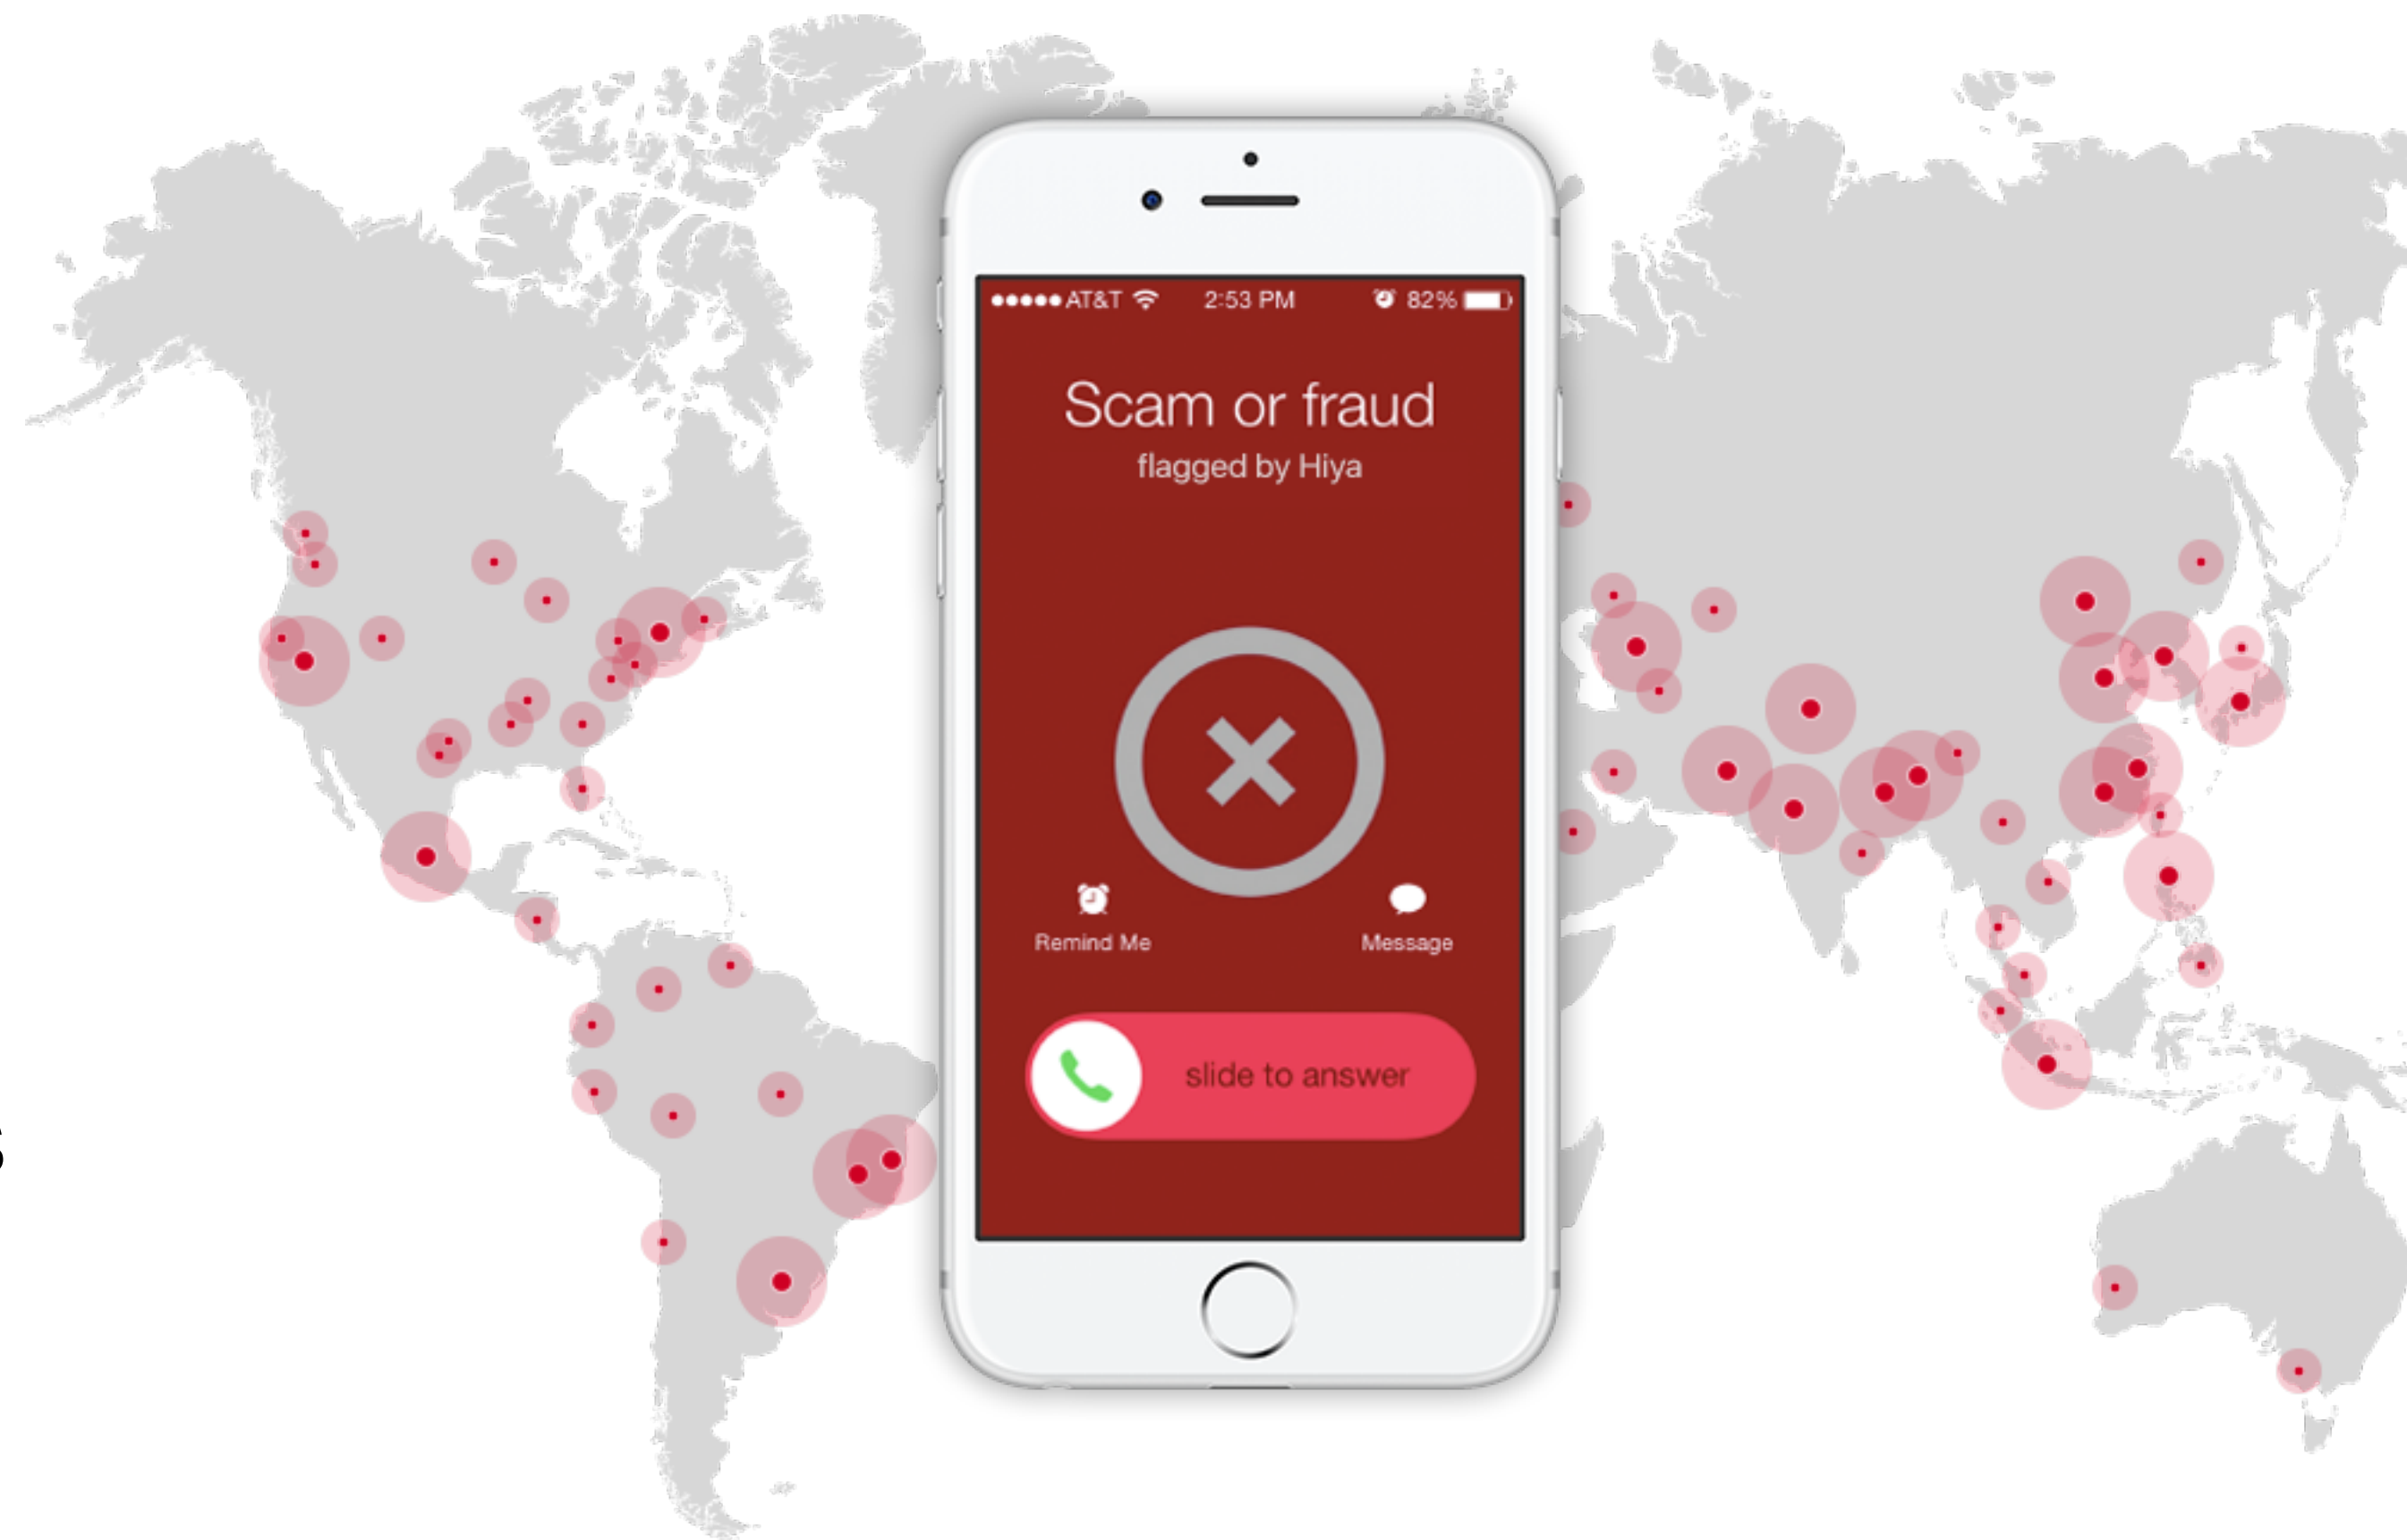 AT&T 2:53 PM 82%
Scam or fraud
flagged by Hiya
Remind Me Message
slide to answer